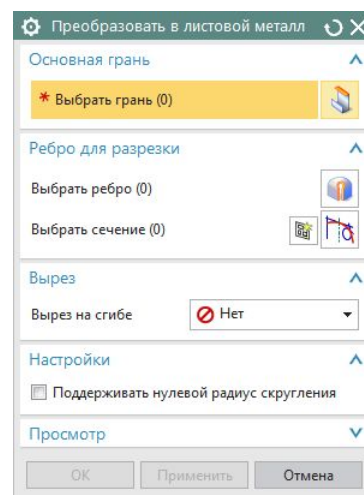 Преобразовать в листовой металл
Основная грань
* Выбрать грань (0)
Ребро для разрезки
Выбрать ребро (0)
Выбрать сечение (0)
Вырез
Вырез на сгибе Нет
Настройки
Поддерживать нулевой радиус скругления
Просмотр
ОК Применить Отмена